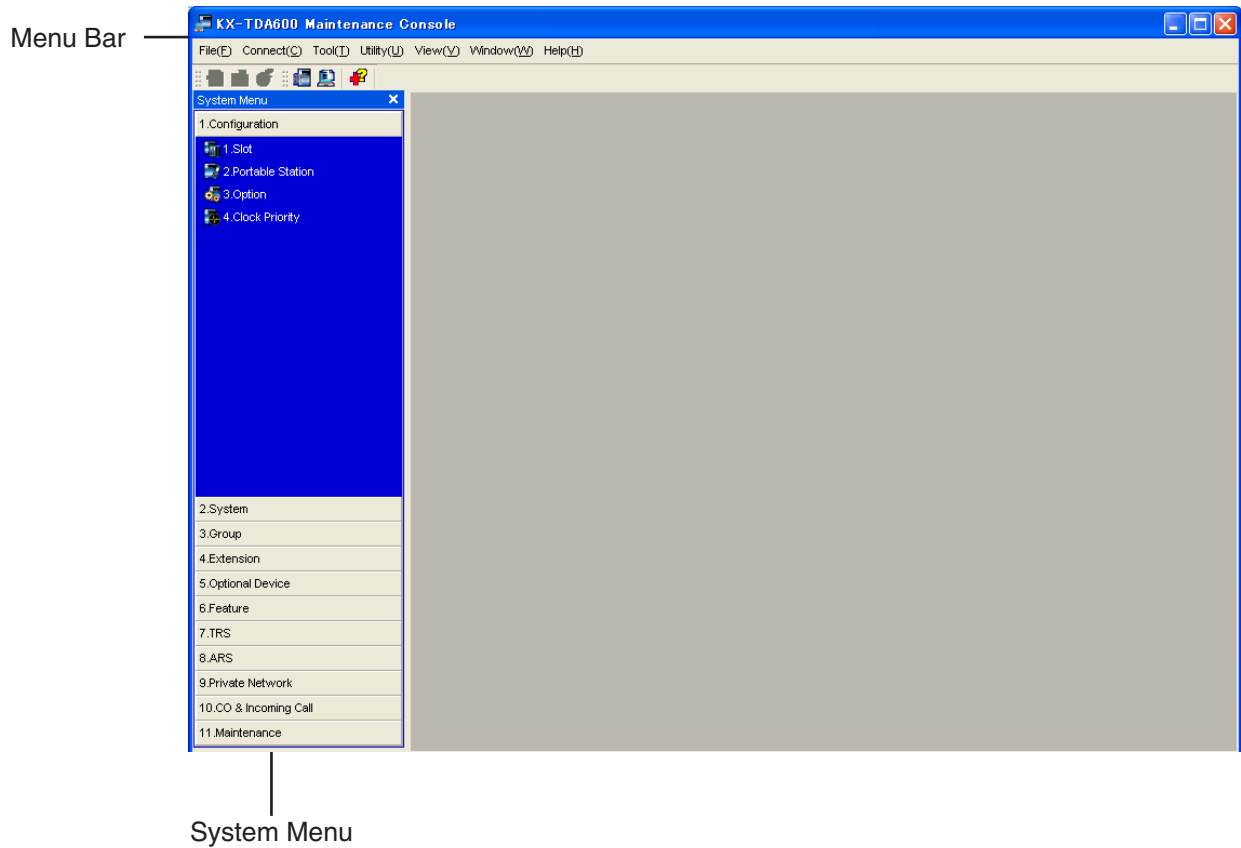 KX-TDA600 Maintenance Console
Menu Bar
File(F) Connect(C) Tool(T) Utility(U) View(V) Window(W) Help(H)
System Menu
1.Configuration
1.Slot
2.Portable Station
3.Option
4.Clock Priority
2.System
3.Group
4.Extension
5.Optional Device
6.Feature
7.TRS
8.ARS
9.Private Network
10.CO & Incoming Call
11.Maintenance
System Menu